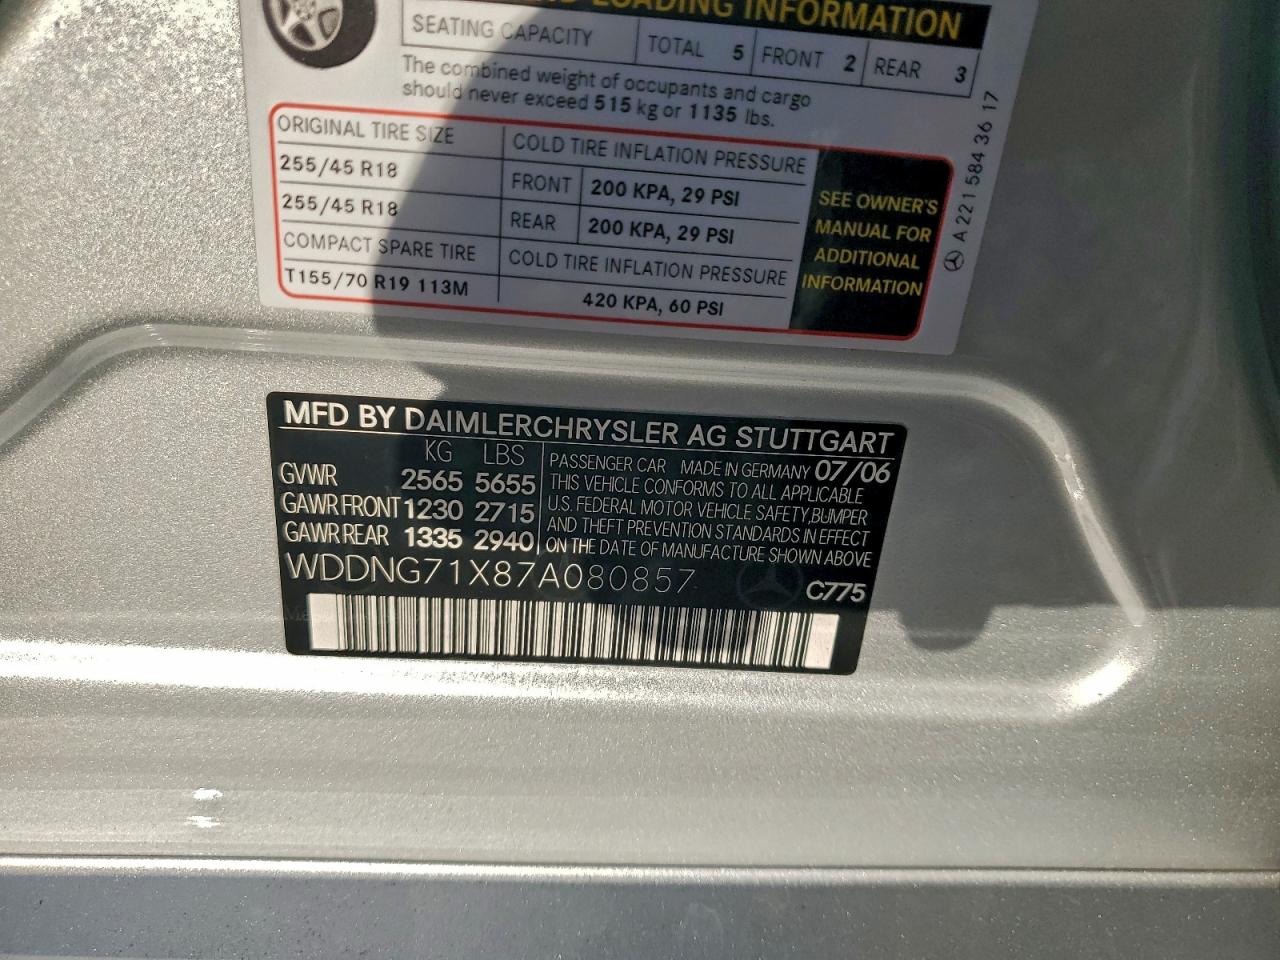 LOADING INFORMATION
SEATING CAPACITY TOTAL 5 FRONT 2 REAR 3
The combined weight of occupants and cargo
should never exceed 515 kg or 1135 lbs.
ORIGINAL TIRE SIZE COLD TIRE INFLATION PRESSURE
255/45 R18 FRONT 200 KPA, 29 PSI
255/45 R18 REAR 200 KPA, 29 PSI
COMPACT SPARE TIRE COLD TIRE INFLATION PRESSURE
T155/70 R19 113M 420 KPA, 60 PSI
SEE OWNER'S
MANUAL FOR
ADDITIONAL
INFORMATION
A 221 584 36 17
MFD BY DAIMLERCHRYSLER AG STUTTGART
KG LBS
GVWR 2565 5655
GAWR FRONT 1230 2715
GAWR REAR 1335 2940
PASSENGER CAR MADE IN GERMANY 07/06
THIS VEHICLE CONFORMS TO ALL APPLICABLE
U.S. FEDERAL MOTOR VEHICLE SAFETY,BUMPER
AND THEFT PREVENTION STANDARDS IN EFFECT
ON THE DATE OF MANUFACTURE SHOWN ABOVE
WDDNG71X87A080857
C775